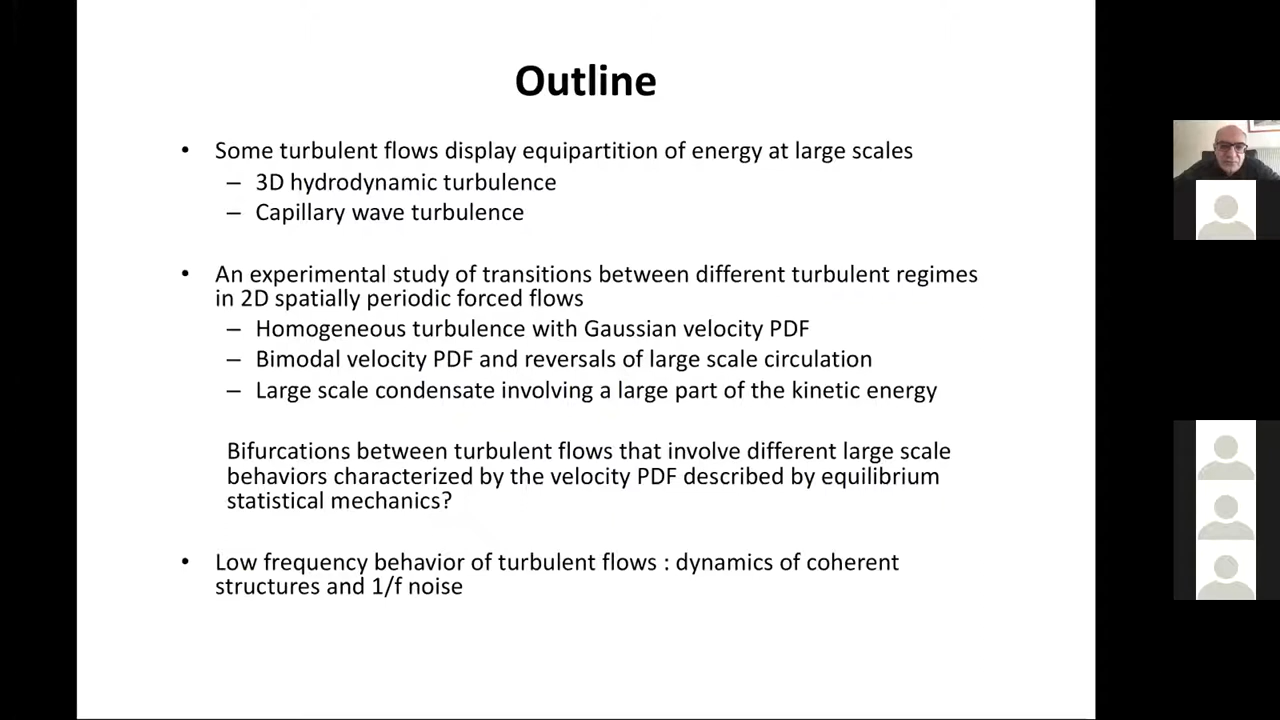 Outline
• Some turbulent flows display equipartition of energy at large scales
– 3D hydrodynamic turbulence
– Capillary wave turbulence
• An experimental study of transitions between different turbulent regimes
in 2D spatially periodic forced flows
– Homogeneous turbulence with Gaussian velocity PDF
– Bimodal velocity PDF and reversals of large scale circulation
– Large scale condensate involving a large part of the kinetic energy
Bifurcations between turbulent flows that involve different large scale
behaviors characterized by the velocity PDF described by equilibrium
statistical mechanics?
• Low frequency behavior of turbulent flows : dynamics of coherent
structures and 1/f noise